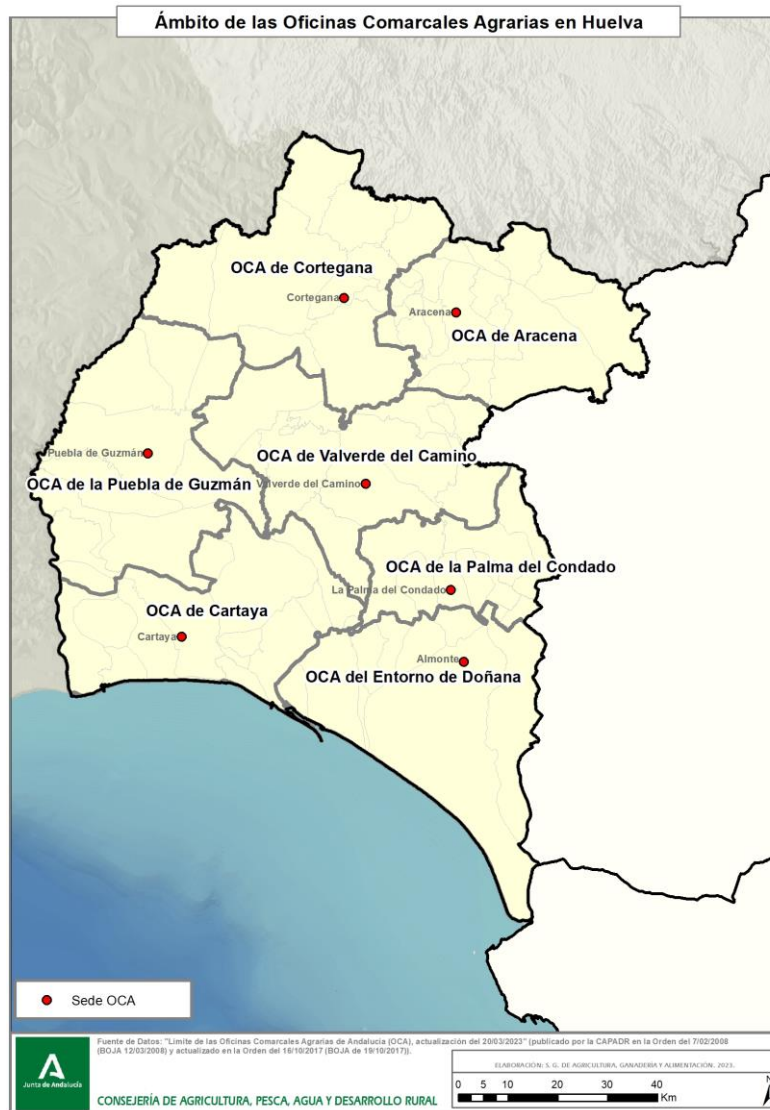 Ámbito de las Oficinas Comarcales Agrarias en Huelva
OCA de Cortegana
Cortegana
Aracena
OCA de Aracena
Puebla de Guzmán
OCA de Valverde del Camino
OCA de la Puebla de Guzmán
Valverde del Camino
OCA de la Palma del Condado
La Palma del Condado
OCA de Cartaya
Cartaya
Almonte
OCA del Entorno de Doñana
Sede OCA
Fuente de Datos: "Limite de las Oficinas Comarcales Agrarias de Andalucía (OCA), actualización del 20/03/2023" (publicado por la CAPADR en la Orden del 7/02/2008
(BOJA 12/03/2008) y actualizado en la Orden del 16/10/2017 (BOJA de 19/10/2017)).
ELABORACIÓN: S. G. DE AGRICULTURA, GANADERÍA Y ALIMENTACIÓN. 2023.
Junta de Andalucía
CONSEJERÍA DE AGRICULTURA, PESCA, AGUA Y DESARROLLO RURAL
0 5 10 20 30 40
Km
N